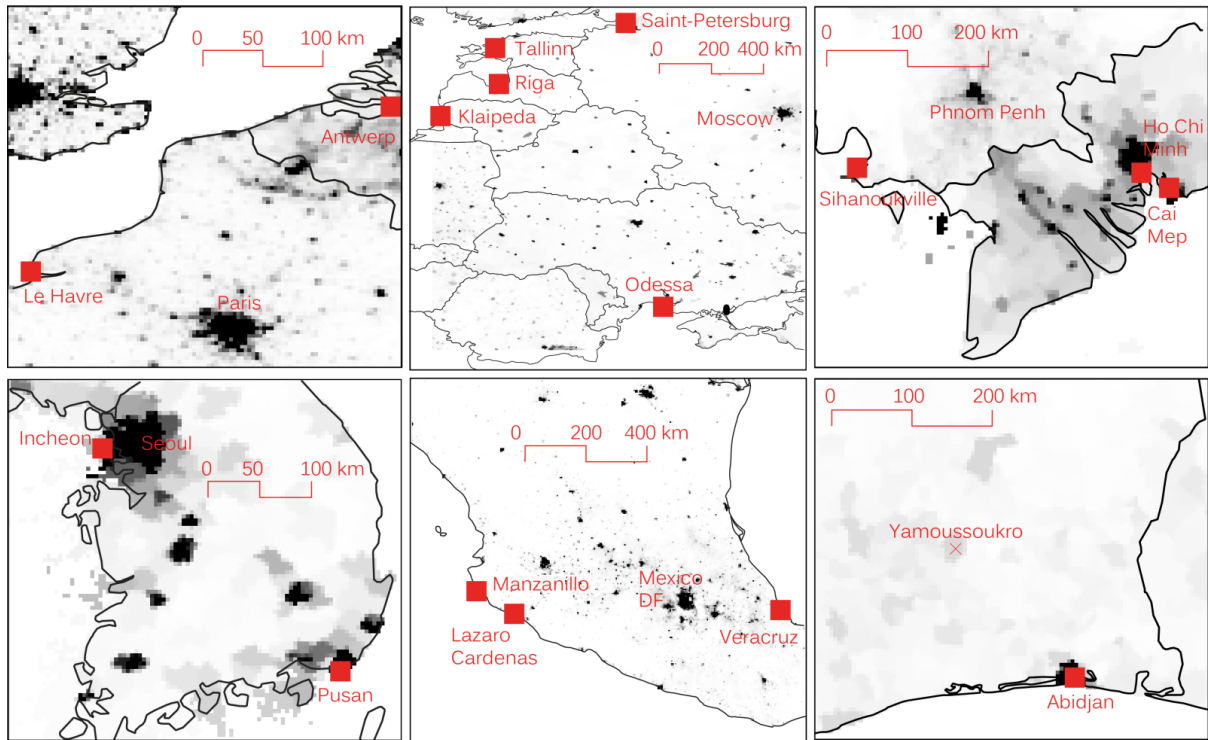 0 50 100 km
Antwerp
Le Havre
Paris
Saint-Petersburg
Tallinn
0 200 400 km
Riga
Klaipeda
Moscow
Odessa
0 100 200 km
Phnom Penh
Ho Chi
Minh
Sihanoukville
Cai
Mep
Incheon
Seoul
0 50 100 km
Pusan
0 200 400 km
Manzanillo
Mexico
DF
Lazaro
Cardenas
Veracruz
0 100 200 km
Yamoussoukro
Abidjan